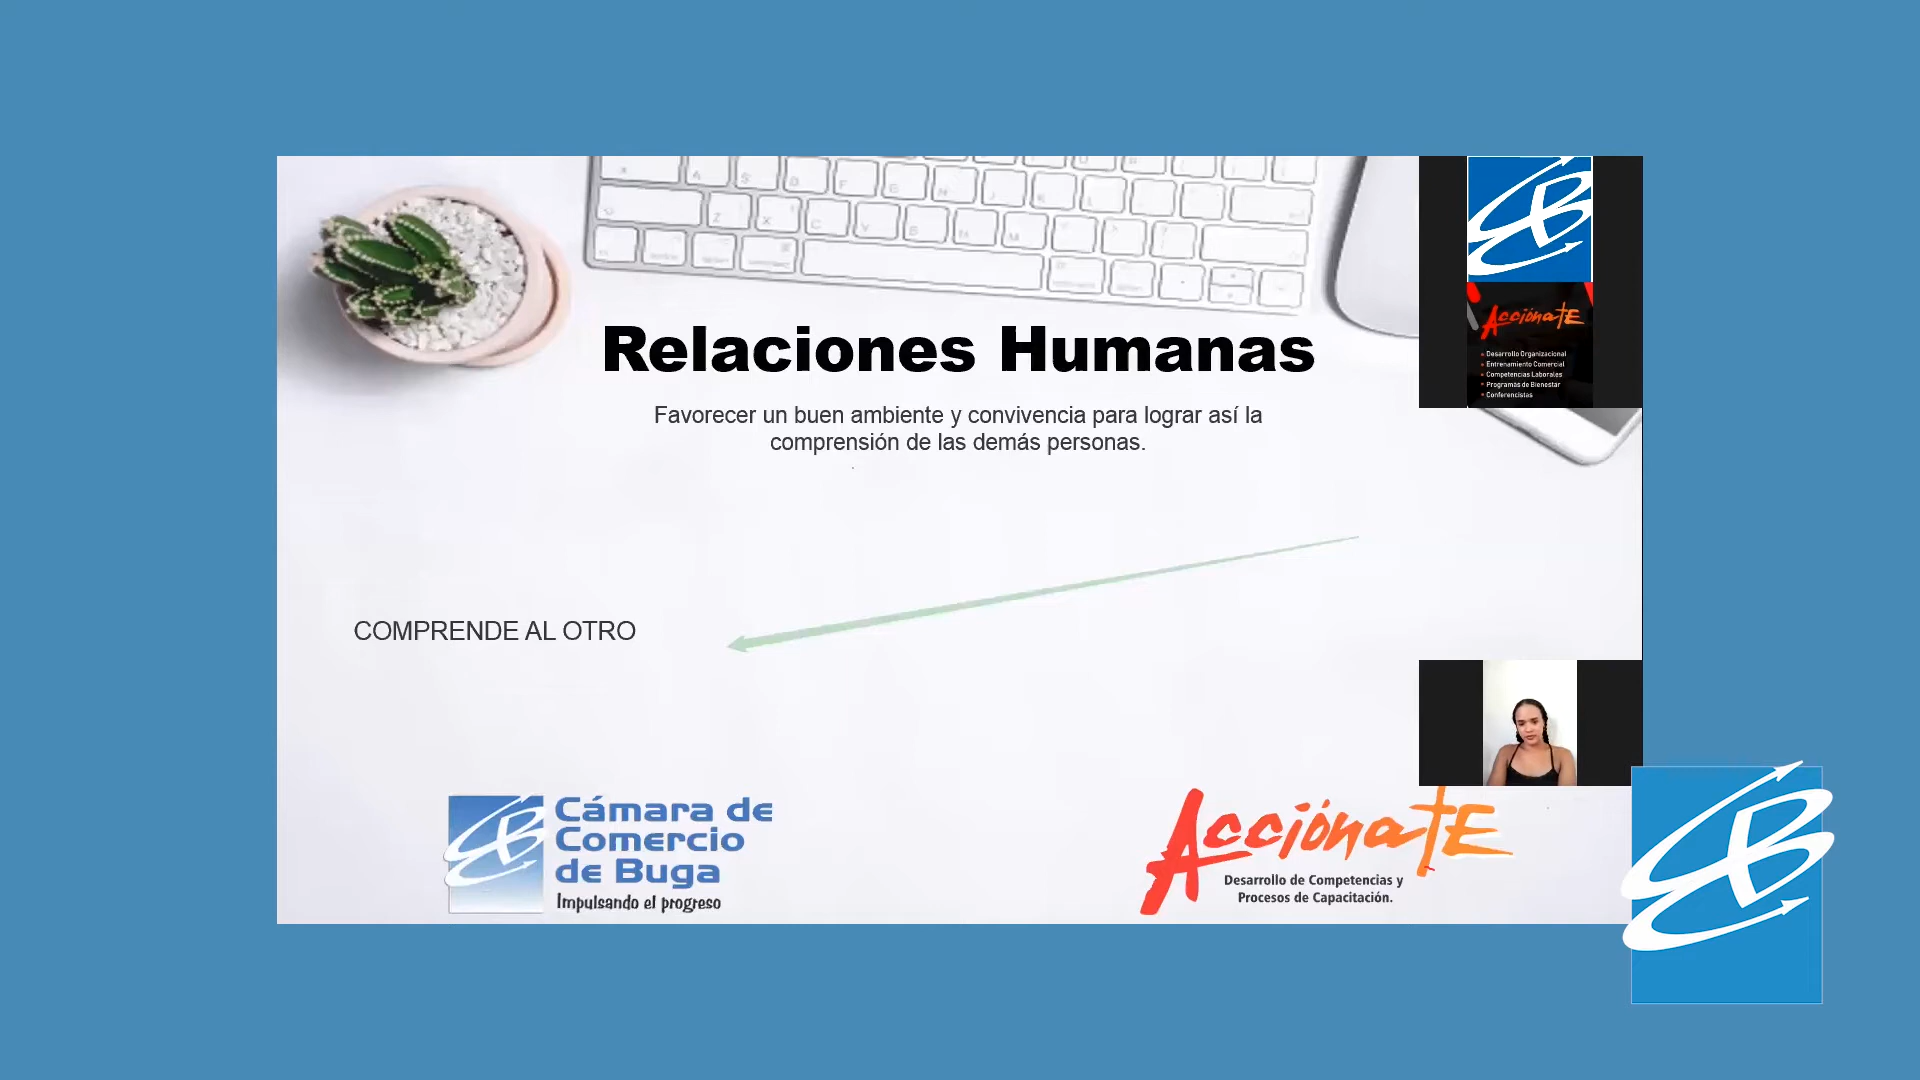 Relaciones Humanas
Favorecer un buen ambiente y convivencia para lograr así la
comprensión de las demás personas.
COMPRENDE AL OTRO
AcciónatE
Desarrollo Organizacional
Entrenamiento Comercial
Competencias Laborales
Programas de Bienestar
Conferencistas
Cámara de
Comercio
de Buga
Impulsando el progreso
AcciónatE
Desarrollo de Competencias y
Procesos de Capacitación.